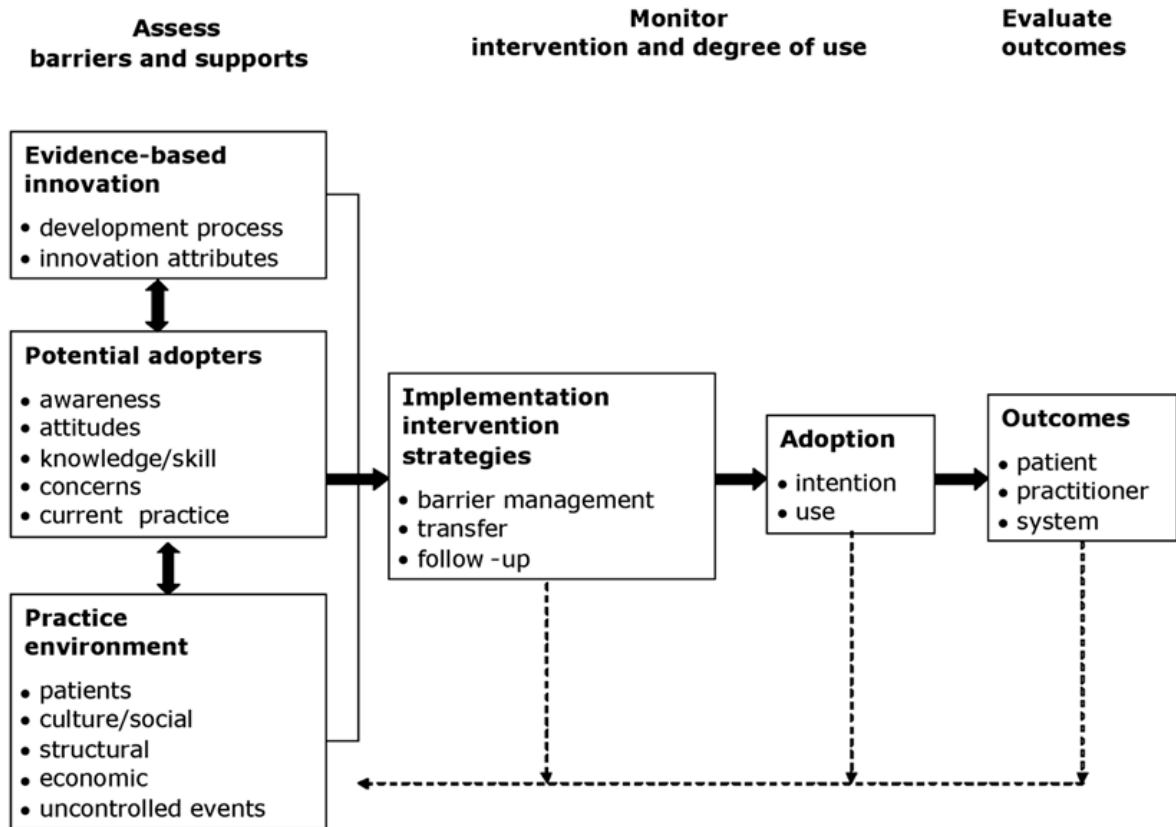 Assess
barriers and supports
Monitor
intervention and degree of use
Evaluate
outcomes
Evidence-based
innovation
• development process
• innovation attributes
Potential adopters
• awareness
• attitudes
• knowledge/skill
• concerns
• current practice
Practice
environment
• patients
• culture/social
• structural
• economic
• uncontrolled events
Implementation
intervention
strategies
• barrier management
• transfer
• follow -up
Adoption
• intention
• use
Outcomes
• patient
• practitioner
• system